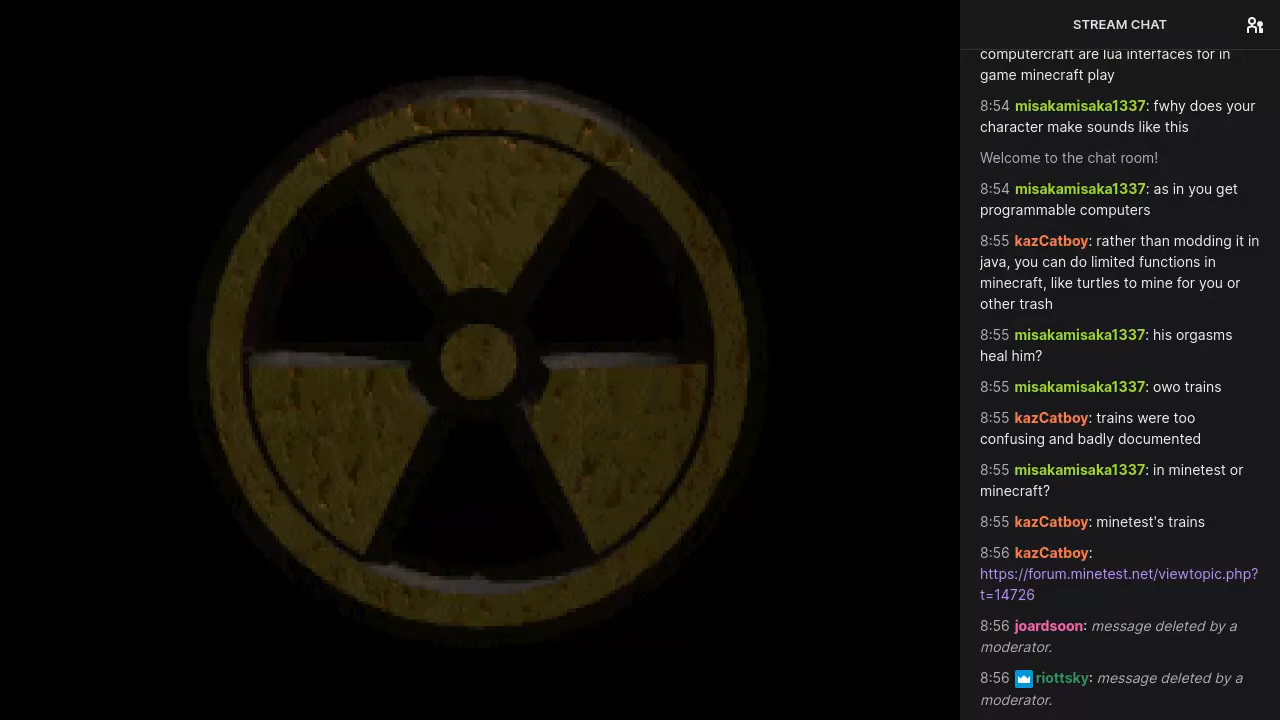 STREAM CHAT
computercraft are lua interfaces for in
game minecraft play
8:54 misakamisaka1337: fwhy does your
character make sounds like this
Welcome to the chat room!
8:54 misakamisaka1337: as in you get
programmable computers
8:55 kazCatboy: rather than modding it in
java, you can do limited functions in
minecraft, like turtles to mine for you or
other trash
8:55 misakamisaka1337: his orgasms
heal him?
8:55 misakamisaka1337: owo trains
8:55 kazCatboy: trains were too
confusing and badly documented
8:55 misakamisaka1337: in minetest or
minecraft?
8:55 kazCatboy: minetest's trains
8:56 kazCatboy:
https://forum.minetest.net/viewtopic.php?
t=14726
8:56 joardsoon: message deleted by a
moderator.
8:56 riottsky: message deleted by a
moderator.